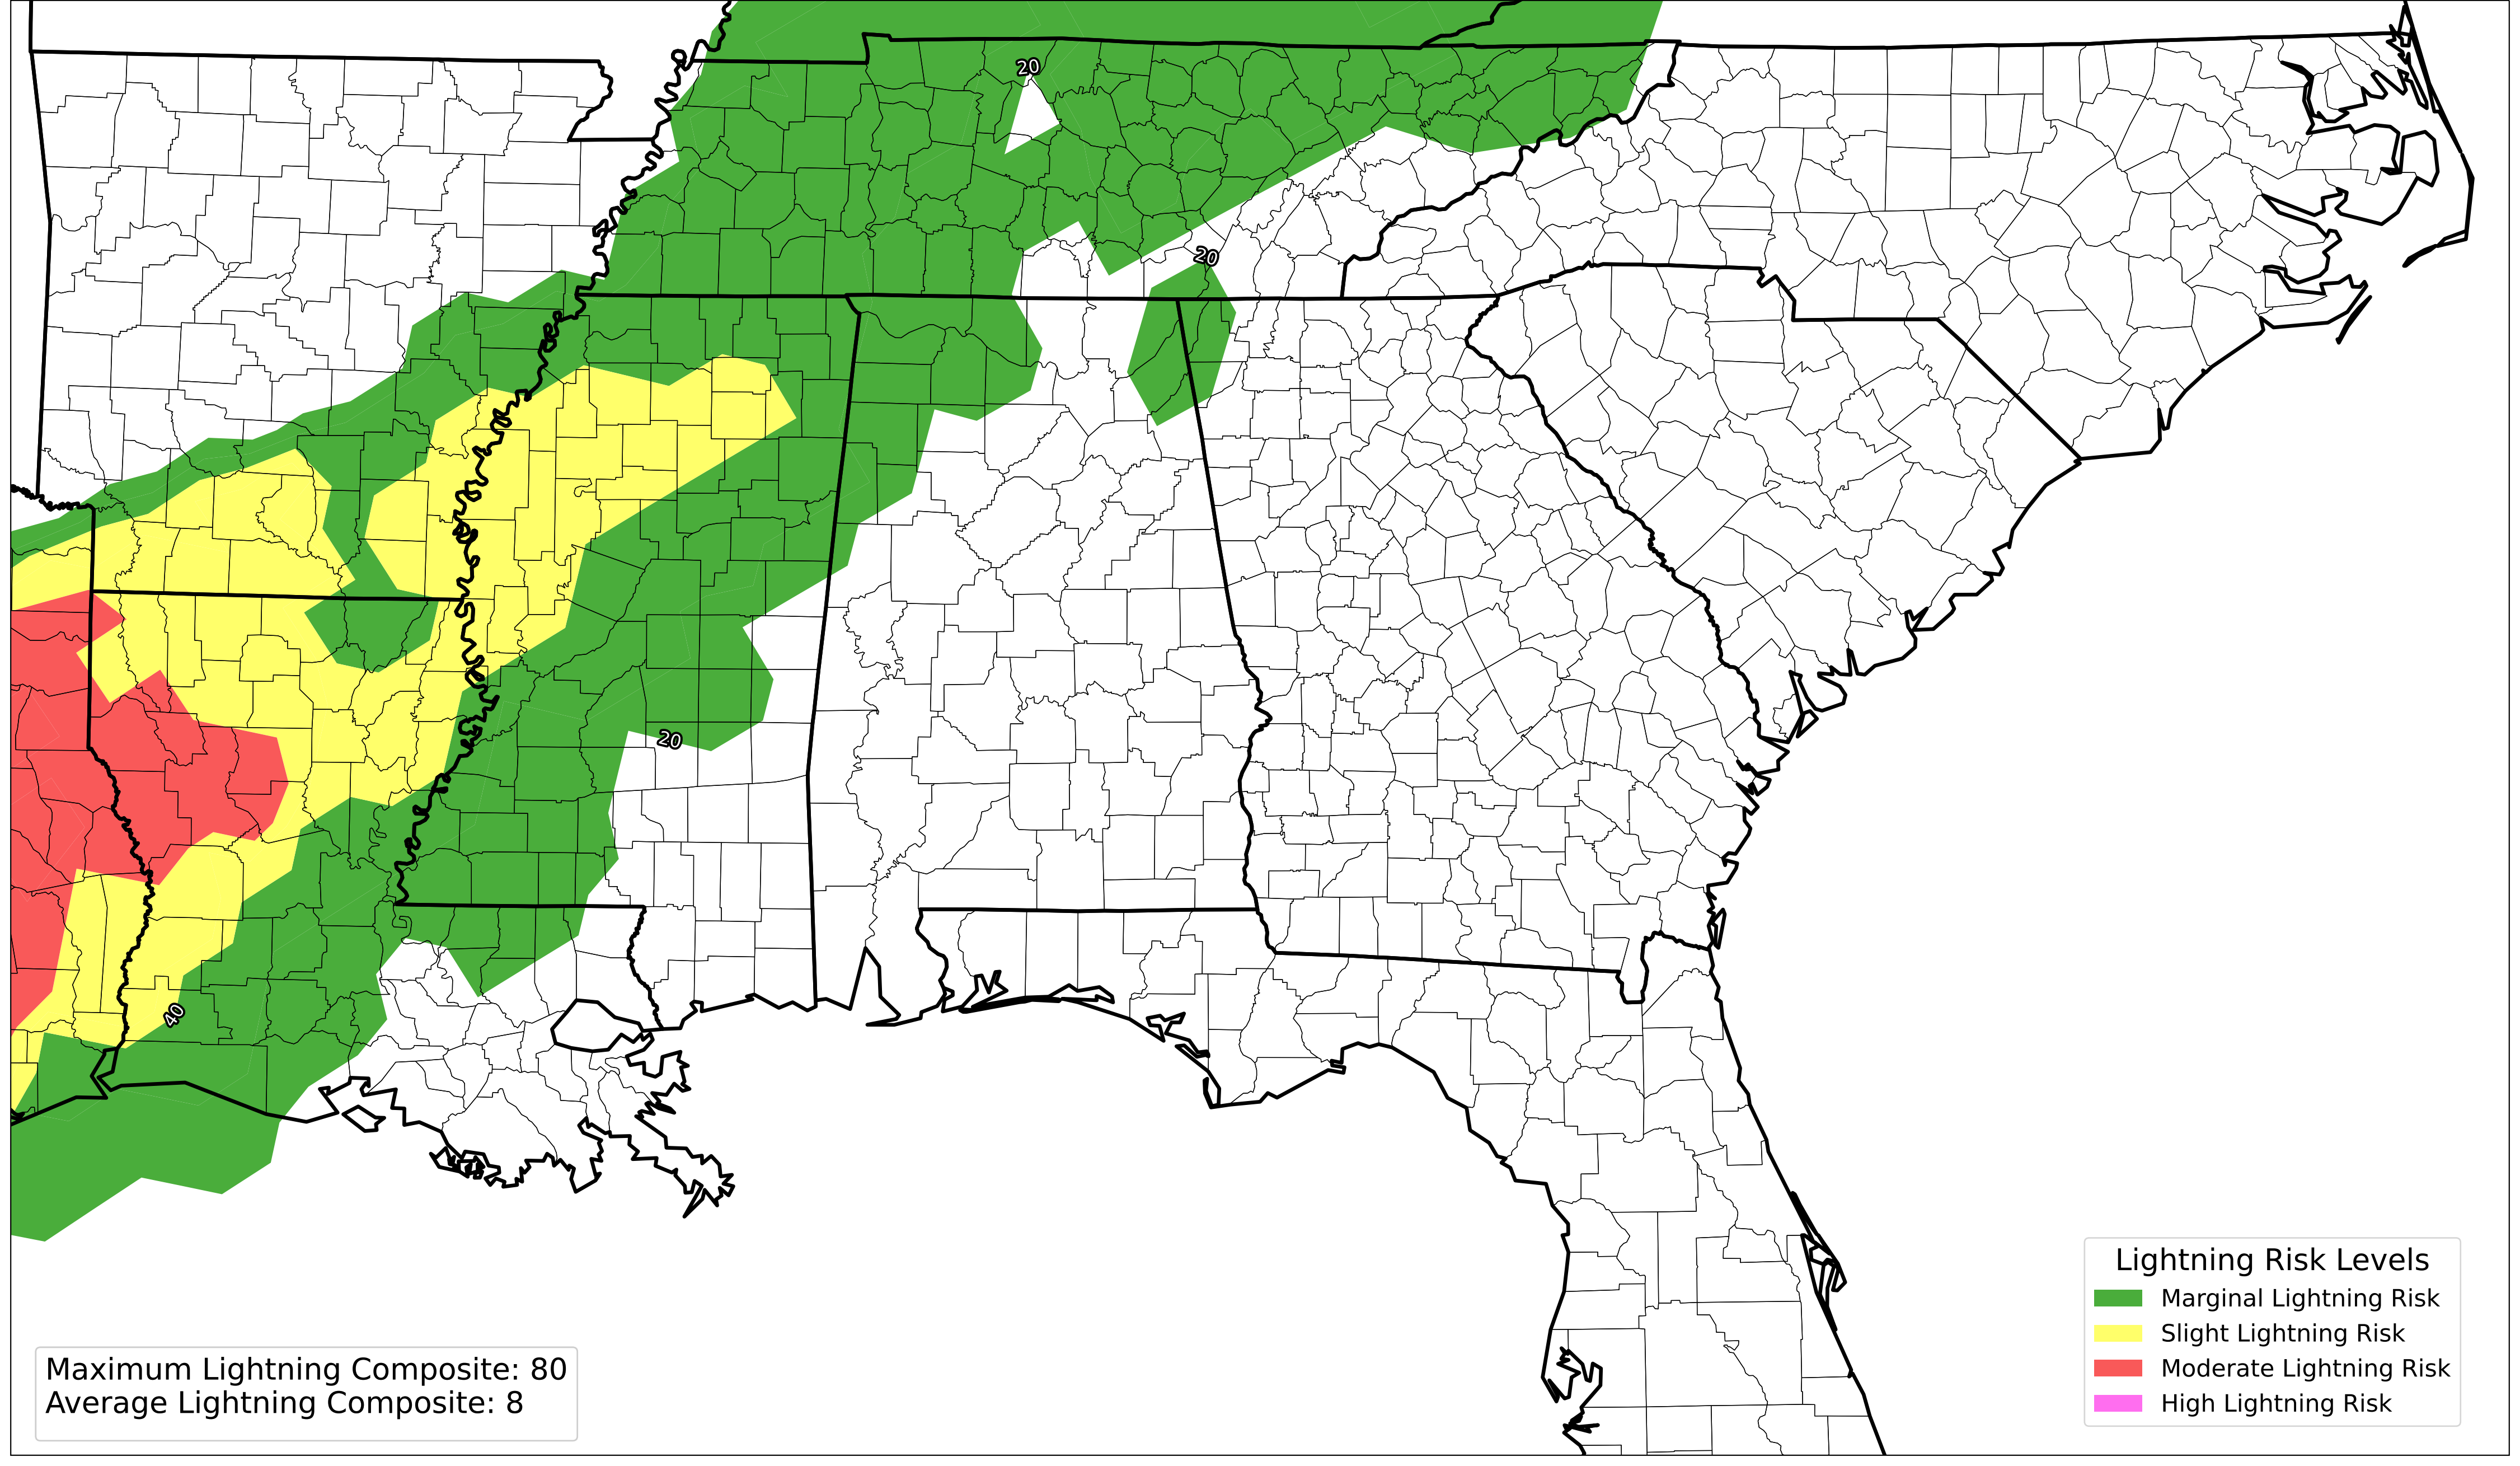 20
20
20
40
Lightning Risk Levels
Marginal Lightning Risk
Slight Lightning Risk
Moderate Lightning Risk
High Lightning Risk
Maximum Lightning Composite: 80
Average Lightning Composite: 8